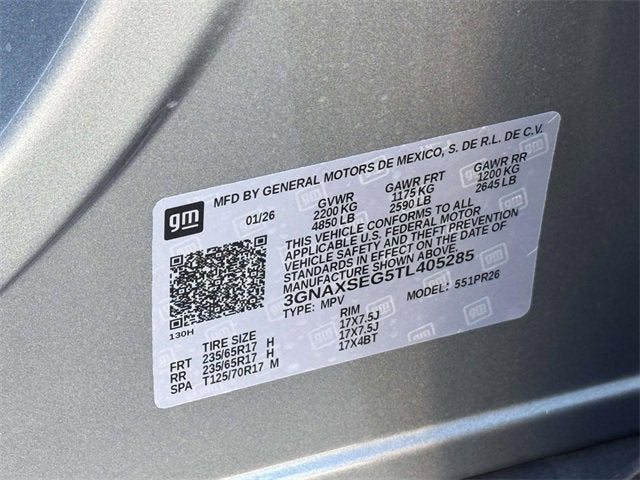 gm
MFD BY GENERAL MOTORS DE MEXICO, S. DE R.L. DE C.V.
01/26 GVWR GAWR FRT GAWR RR
2200 KG 1175 KG 1200 KG
4850 LB 2590 LB 2645 LB
THIS VEHICLE CONFORMS TO ALL
APPLICABLE U.S. FEDERAL MOTOR
VEHICLE SAFETY AND THEFT PREVENTION
STANDARDS IN EFFECT ON THE DATE OF
MANUFACTURE SHOWN ABOVE.
3GNAXSEG5TL405285
TYPE: MPV MODEL: 551PR26
130H
TIRE SIZE RIM
FRT 235/65R17 H 17X7.5J
RR 235/65R17 H 17X7.5J
SPA T125/70R17 M 17X4BT